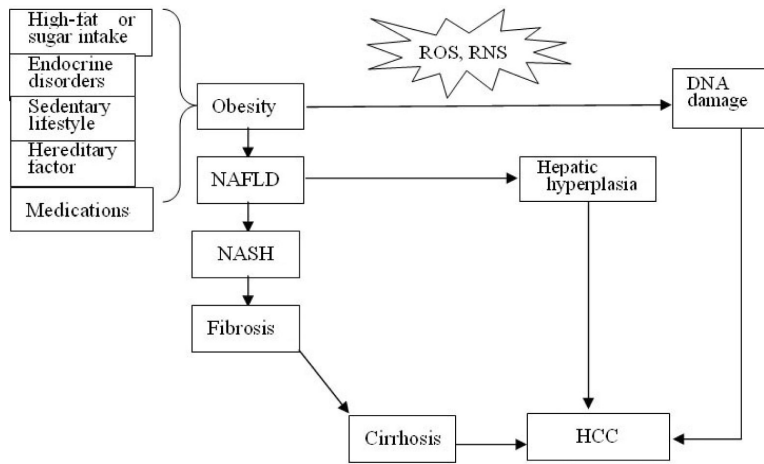 High-fat or
sugar intake
Endocrine
disorders
Sedentary
lifestyle
Hereditary
factor
Medications
ROS, RNS
Obesity
DNA
damage
NAFLD
Hepatic
hyperplasia
NASH
Fibrosis
Cirrhosis
HCC